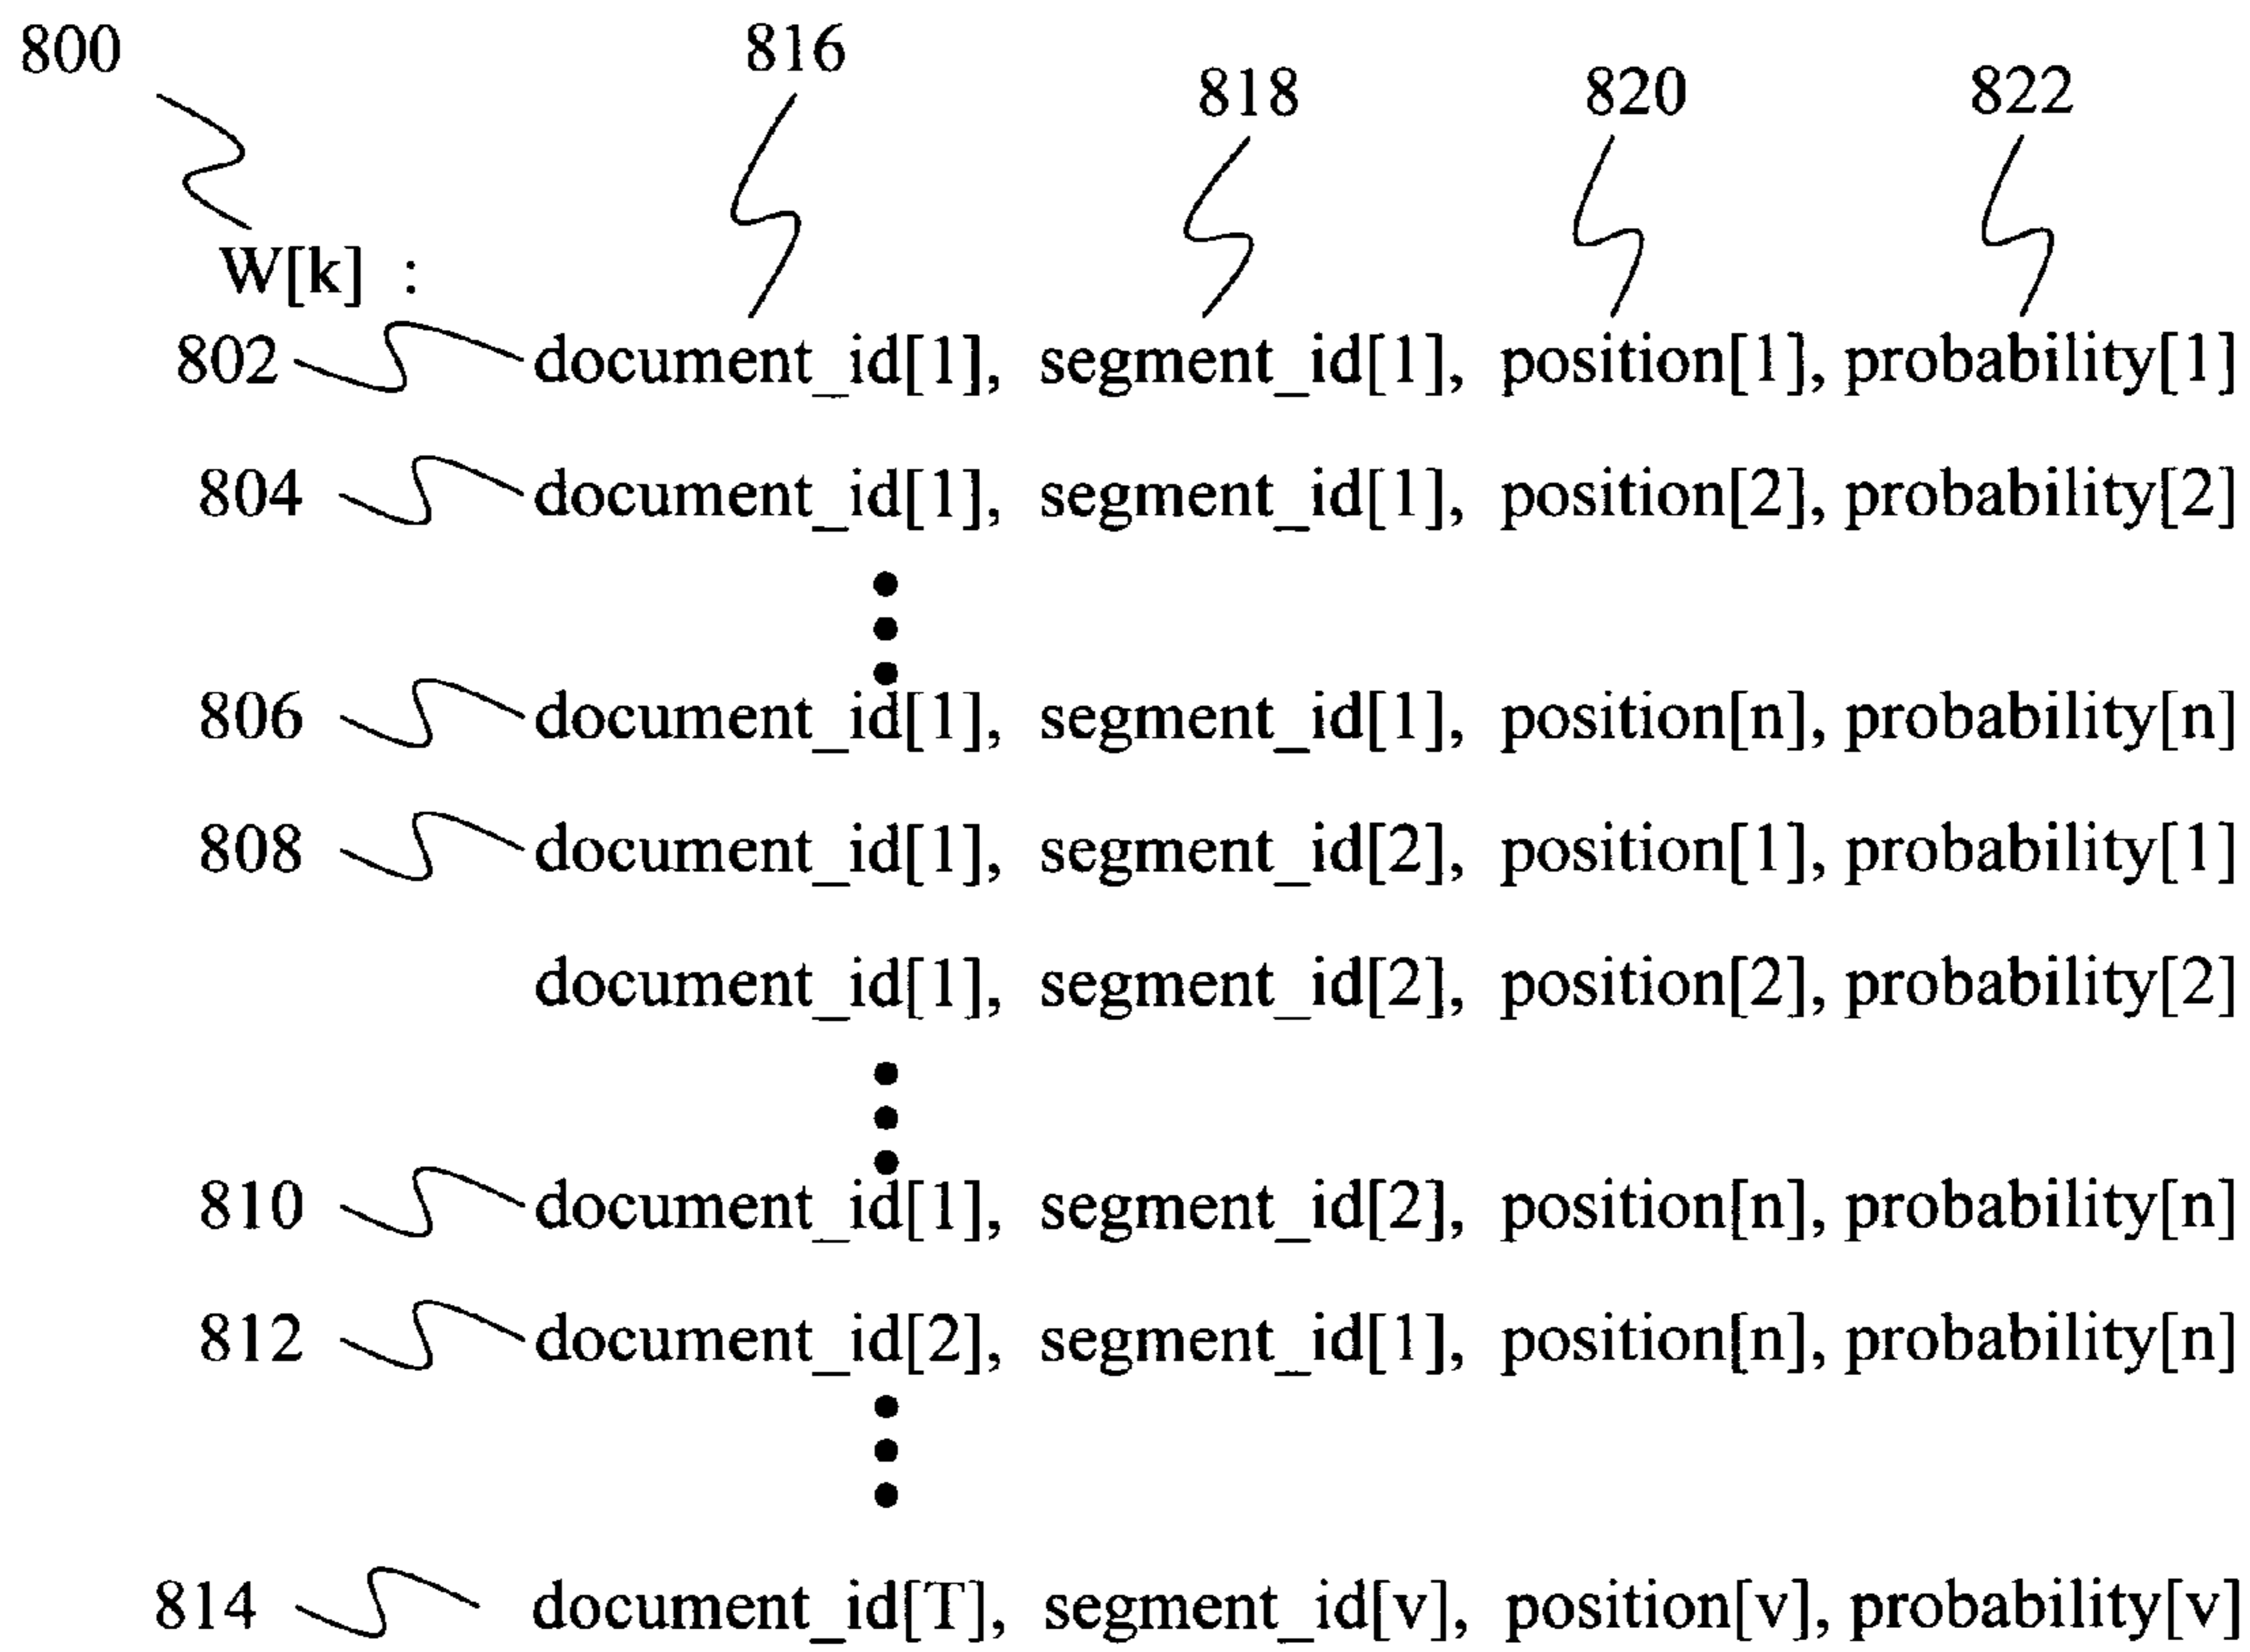 800 816 818 820 822
W[k] :
802 document_id[1], segment_id[1], position[1], probability[1]
804 document_id[1], segment_id[1], position[2], probability[2]
806 document_id[1], segment_id[1], position[n], probability[n]
808 document_id[1], segment_id[2], position[1], probability[1]
document_id[1], segment_id[2], position[2], probability[2]
810 document_id[1], segment_id[2], position[n], probability[n]
812 document_id[2], segment_id[1], position[n], probability[n]
814 document_id[T], segment_id[v], position[v], probability[v]